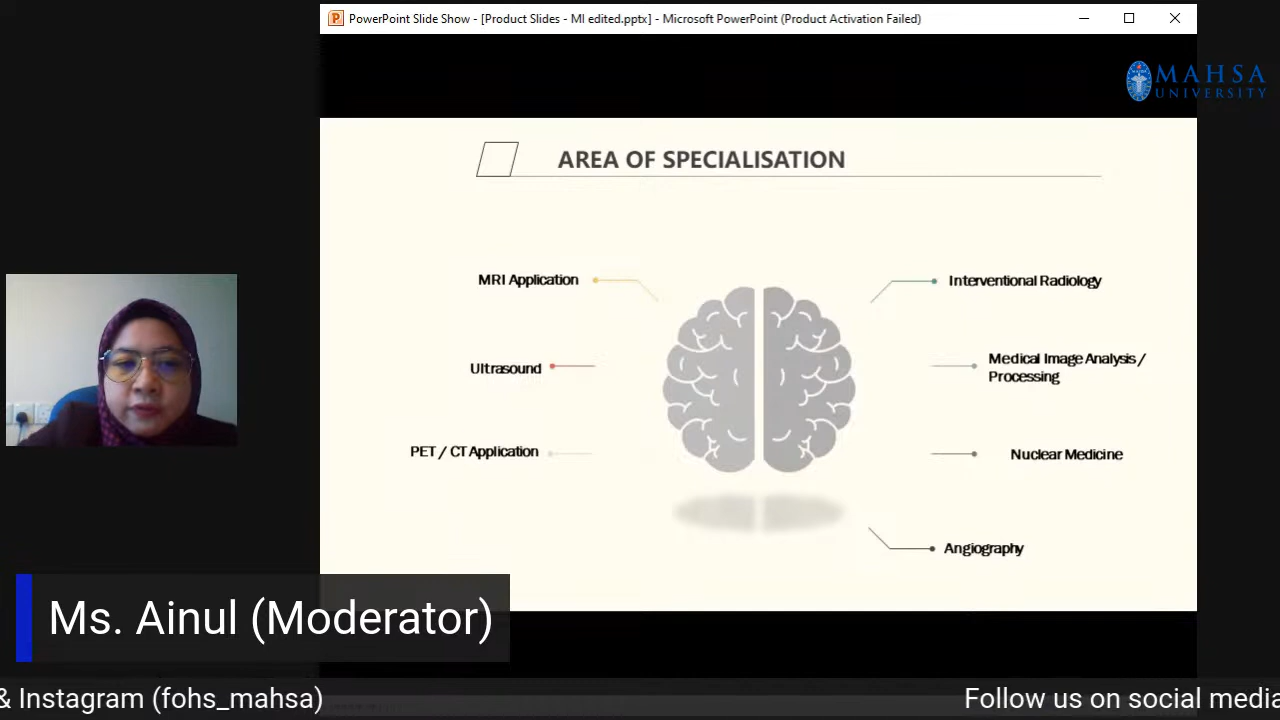 PowerPoint Slide Show - [Product Slides - MI edited.pptx] - Microsoft PowerPoint (Product Activation Failed)
MAHSA
UNIVERSITY
AREA OF SPECIALISATION
MRI Application
Interventional Radiology
Ultrasound
Medical Image Analysis /
Processing
PET / CT Application
Nuclear Medicine
Angiography
Ms. Ainul (Moderator)
& Instagram (fohs_mahsa)
Follow us on social media